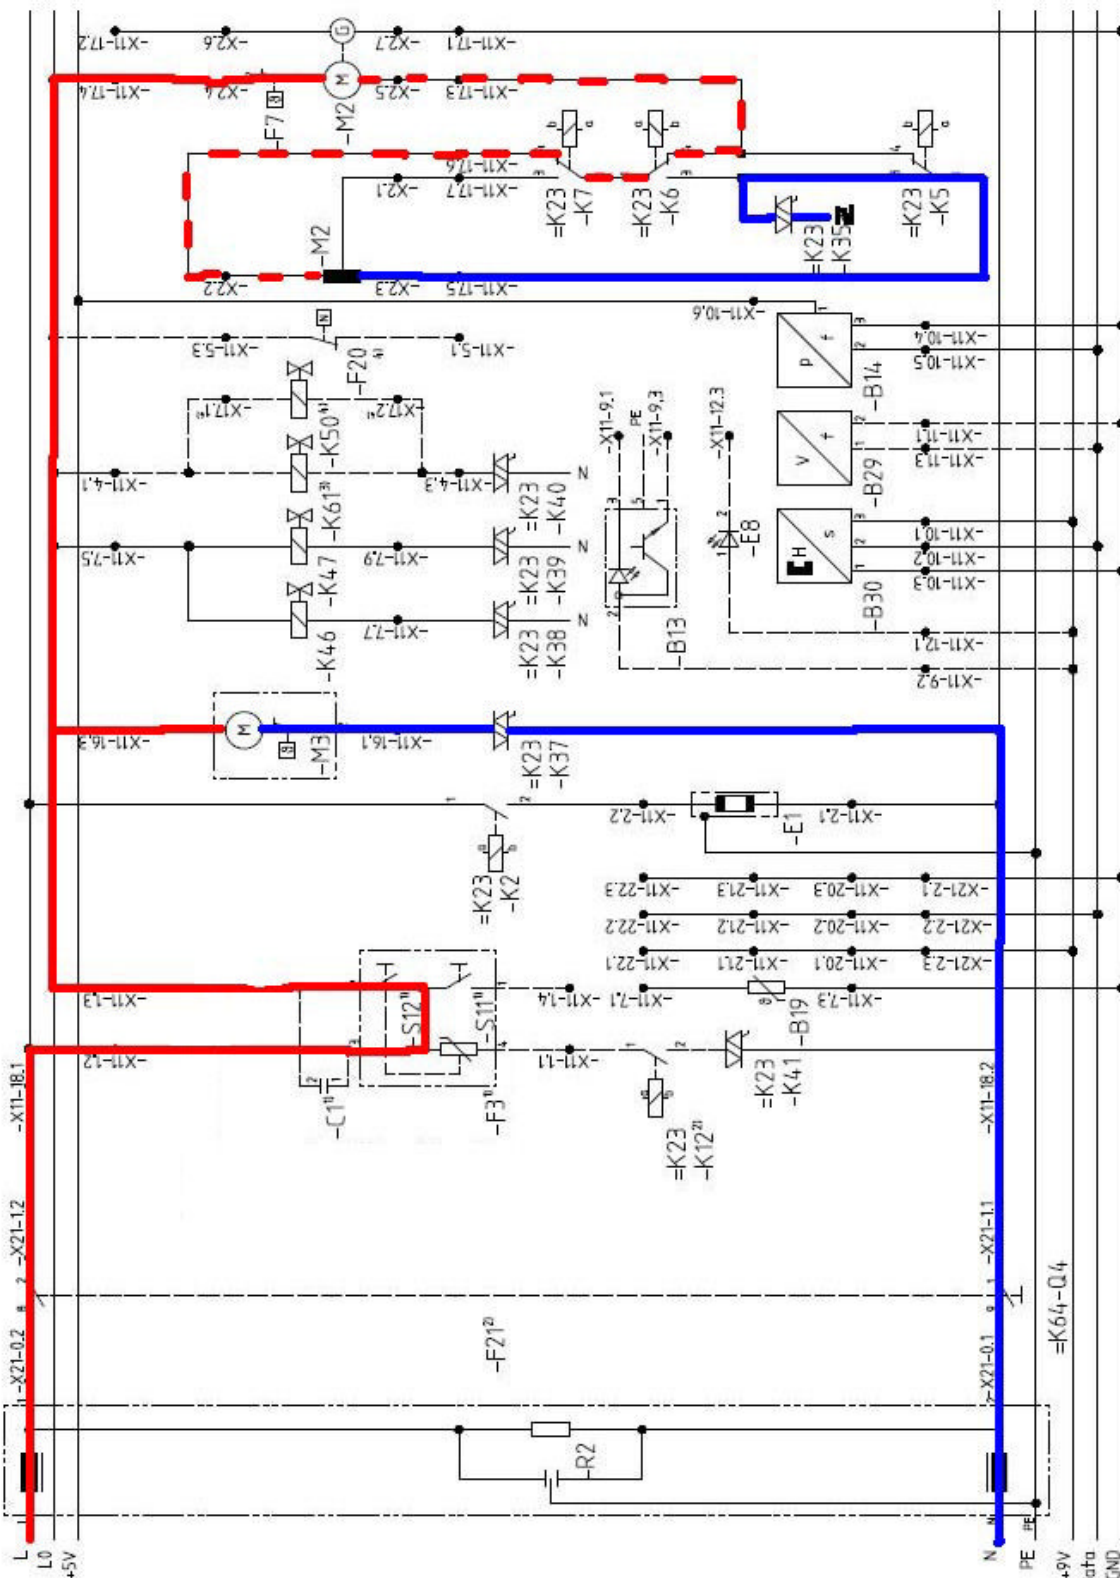 -X11-17.2
-X2.6
G
-X2.7
-X11-17.1
-X11-17.4
-X2.4
M
-X2.5
-X11-17.3
-F7
-M2
-X11-17.6
-X2.1
-X11-17.7
=K23
-K7
=K23
-K6
=K23
-K5
=K23
-K35
N
-M2
-X2.2
-X2.3
-X11-17.5
-X11-10.6
-X11-5.3
-X11-5.1
-F20
-X17.1
-X17.2
-K50
-X11-4.1
-X11-4.3
-K61³⁾
=K23
-K40
N
-X11-7.5
-X11-7.9
-K47
=K23
-K39
N
-X11-7.7
-K46
=K23
-K38
N
-X11-9.1
PE
-X11-9.3
-X11-12.3
-B13
-E8
p
f
-B14
-X11-10.4
-X11-10.5
V
f
-B29
-X11-11.1
-X11-11.3
H
s
-B30
-X11-10.1
-X11-10.2
-X11-10.3
-X11-12.1
-X11-9.2
-X11-16.3
M
-M3
-X11-16.1
=K23
-K37
=K23
-K2
-X11-2.2
-E1
-X11-2.1
-X11-22.3
-X11-21.3
-X11-20.3
-X21-2.1
-X11-22.2
-X11-21.2
-X11-20.2
-X21-2.2
-X11-22.1
-X11-21.1
-X11-20.1
-X21-2.3
-X11-1.3
-S12¹⁾
-S11¹⁾
-X11-1.4
-X11-7.1
-B19
-X11-7.3
-X11-1.2
-C1¹⁾
-F3¹⁾
-X11-1.1
=K23
-K12²⁾
=K23
-K41
-X11-18.1
-X11-18.2
-X21-1.2
-X21-1.1
-F21²⁾
-X21-0.2
-X21-0.1
=K64-Q4
-R2
L
L0
+5V
N
PE
+9V